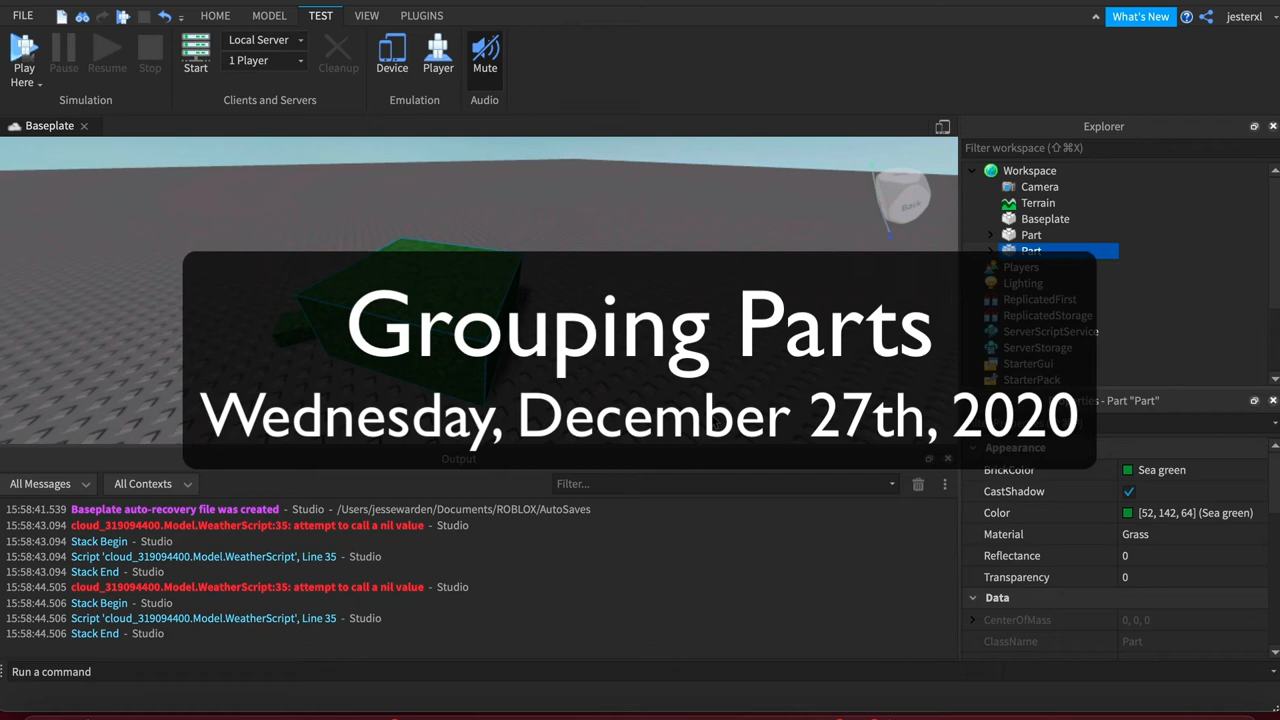 FILE HOME MODEL TEST VIEW PLUGINS What's New jesterxl
Play Here Pause Resume Stop Start Local Server 1 Player Cleanup Device Player Mute
Simulation Clients and Servers Emulation Audio
Baseplate
Back
Explorer
Filter workspace (⇧⌘X)
Workspace
Camera
Terrain
Baseplate
Part
Part
Players
Lighting
ReplicatedFirst
ReplicatedStorage
ServerScriptService
ServerStorage
StarterGui
StarterPack
Grouping Parts
Wednesday, December 27th, 2020
- Part "Part"
Appearance
BrickColor Sea green
CastShadow
Color [52, 142, 64] (Sea green)
Material Grass
Reflectance 0
Transparency 0
Data
CenterOfMass 0, 0, 0
ClassName Part
Output
All Messages All Contexts Filter...
15:58:41.539 Baseplate auto-recovery file was created - Studio - /Users/jessewarden/Documents/ROBLOX/AutoSaves
15:58:43.094 cloud_319094400.Model.WeatherScript:35: attempt to call a nil value - Studio
15:58:43.094 Stack Begin - Studio
15:58:43.094 Script 'cloud_319094400.Model.WeatherScript', Line 35 - Studio
15:58:43.094 Stack End - Studio
15:58:44.505 cloud_319094400.Model.WeatherScript:35: attempt to call a nil value - Studio
15:58:44.506 Stack Begin - Studio
15:58:44.506 Script 'cloud_319094400.Model.WeatherScript', Line 35 - Studio
15:58:44.506 Stack End - Studio
Run a command